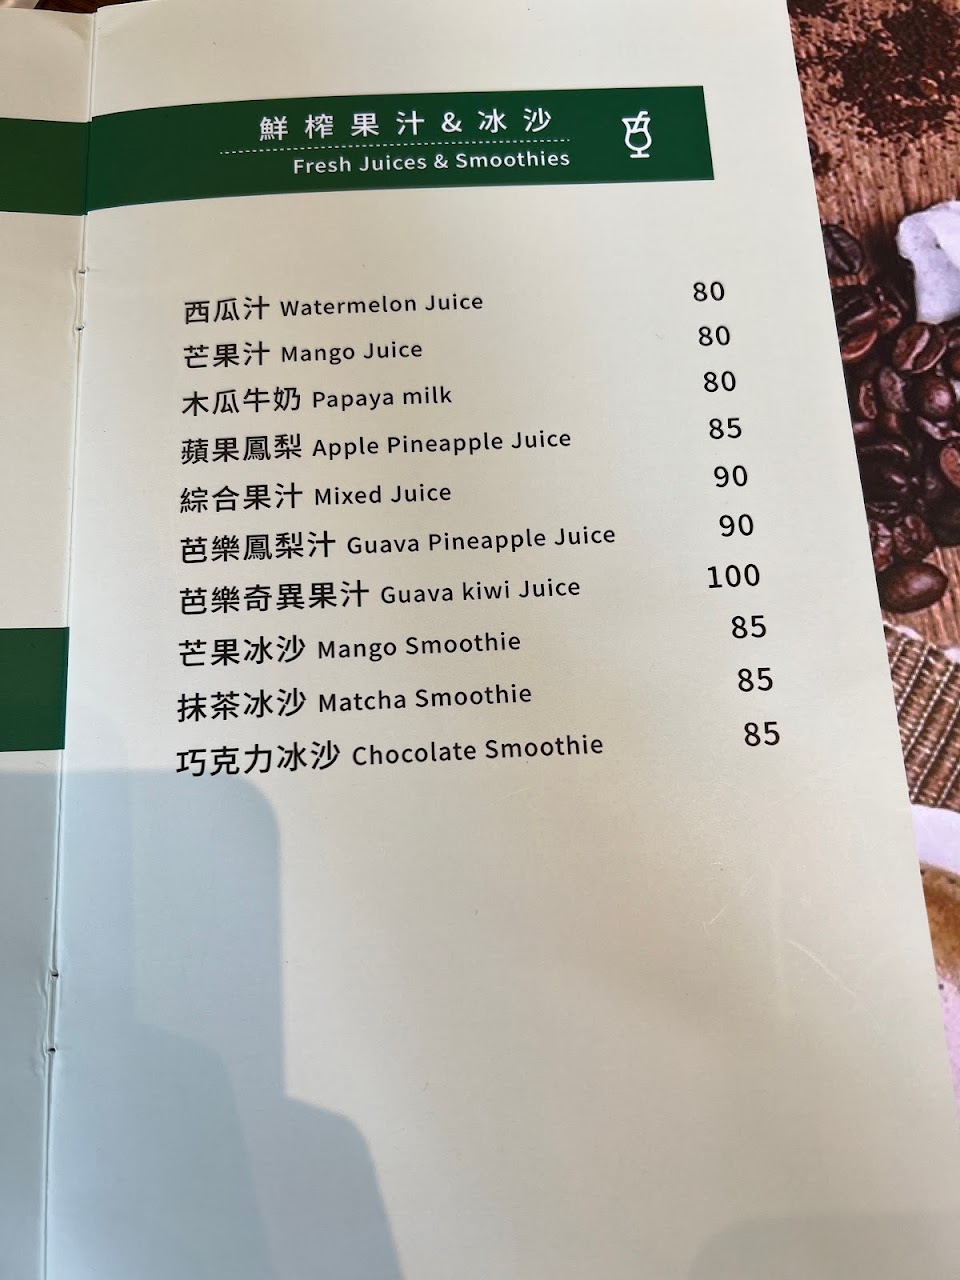 鮮榨果汁&冰沙
Fresh Juices & Smoothies
西瓜汁 Watermelon Juice 80
芒果汁 Mango Juice 80
木瓜牛奶 Papaya milk 80
蘋果鳳梨 Apple Pineapple Juice 85
綜合果汁 Mixed Juice 90
芭樂鳳梨汁 Guava Pineapple Juice 90
芭樂奇異果汁 Guava kiwi Juice 100
芒果冰沙 Mango Smoothie 85
抹茶冰沙 Matcha Smoothie 85
巧克力冰沙 Chocolate Smoothie 85